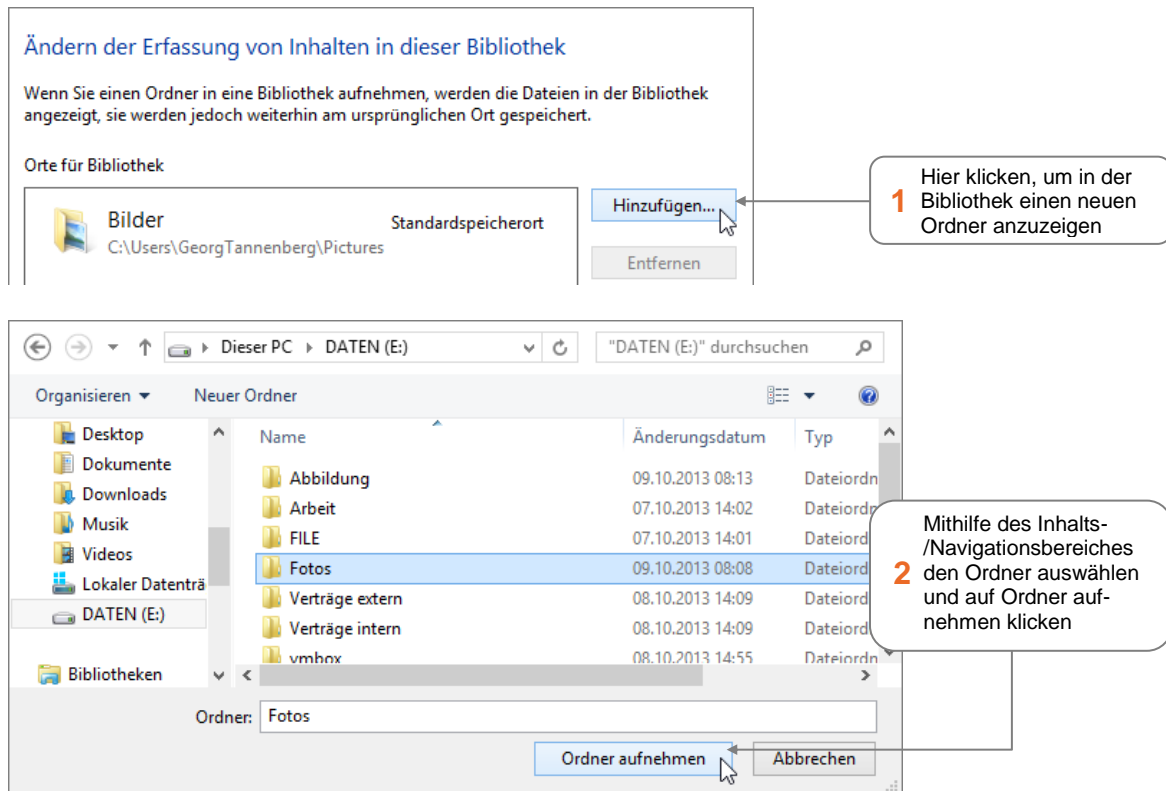 Ändern der Erfassung von Inhalten in dieser Bibliothek
Wenn Sie einen Ordner in eine Bibliothek aufnehmen, werden die Dateien in der Bibliothek
angezeigt, sie werden jedoch weiterhin am ursprünglichen Ort gespeichert.
Orte für Bibliothek
Bilder
Standardspeicherort
C:\Users\GeorgTannenberg\Pictures
Hinzufügen...
Entfernen
1
Hier klicken, um in der
Bibliothek einen neuen
Ordner anzuzeigen
Dieser PC DATEN (E:)
"DATEN (E:)" durchsuchen
Organisieren Neuer Ordner
Desktop
Dokumente
Downloads
Musik
Videos
Lokaler Datenträ
DATEN (E:)
Bibliotheken
Name Änderungsdatum Typ
Abbildung 09.10.2013 08:13 Dateiordn
Arbeit 07.10.2013 14:02 Dateiordn
FILE 07.10.2013 14:01 Dateiord
Fotos 09.10.2013 08:08 Dateiord
Verträge extern 08.10.2013 14:09 Dateiord
Verträge intern 08.10.2013 14:09 Dateiord
vmbox 08.10.2013 14:55 Dateiordn
2
Mithilfe des Inhalts-
/Navigationsbereiches
den Ordner auswählen
und auf Ordner auf-
nehmen klicken
Ordner: Fotos
Ordner aufnehmen
Abbrechen